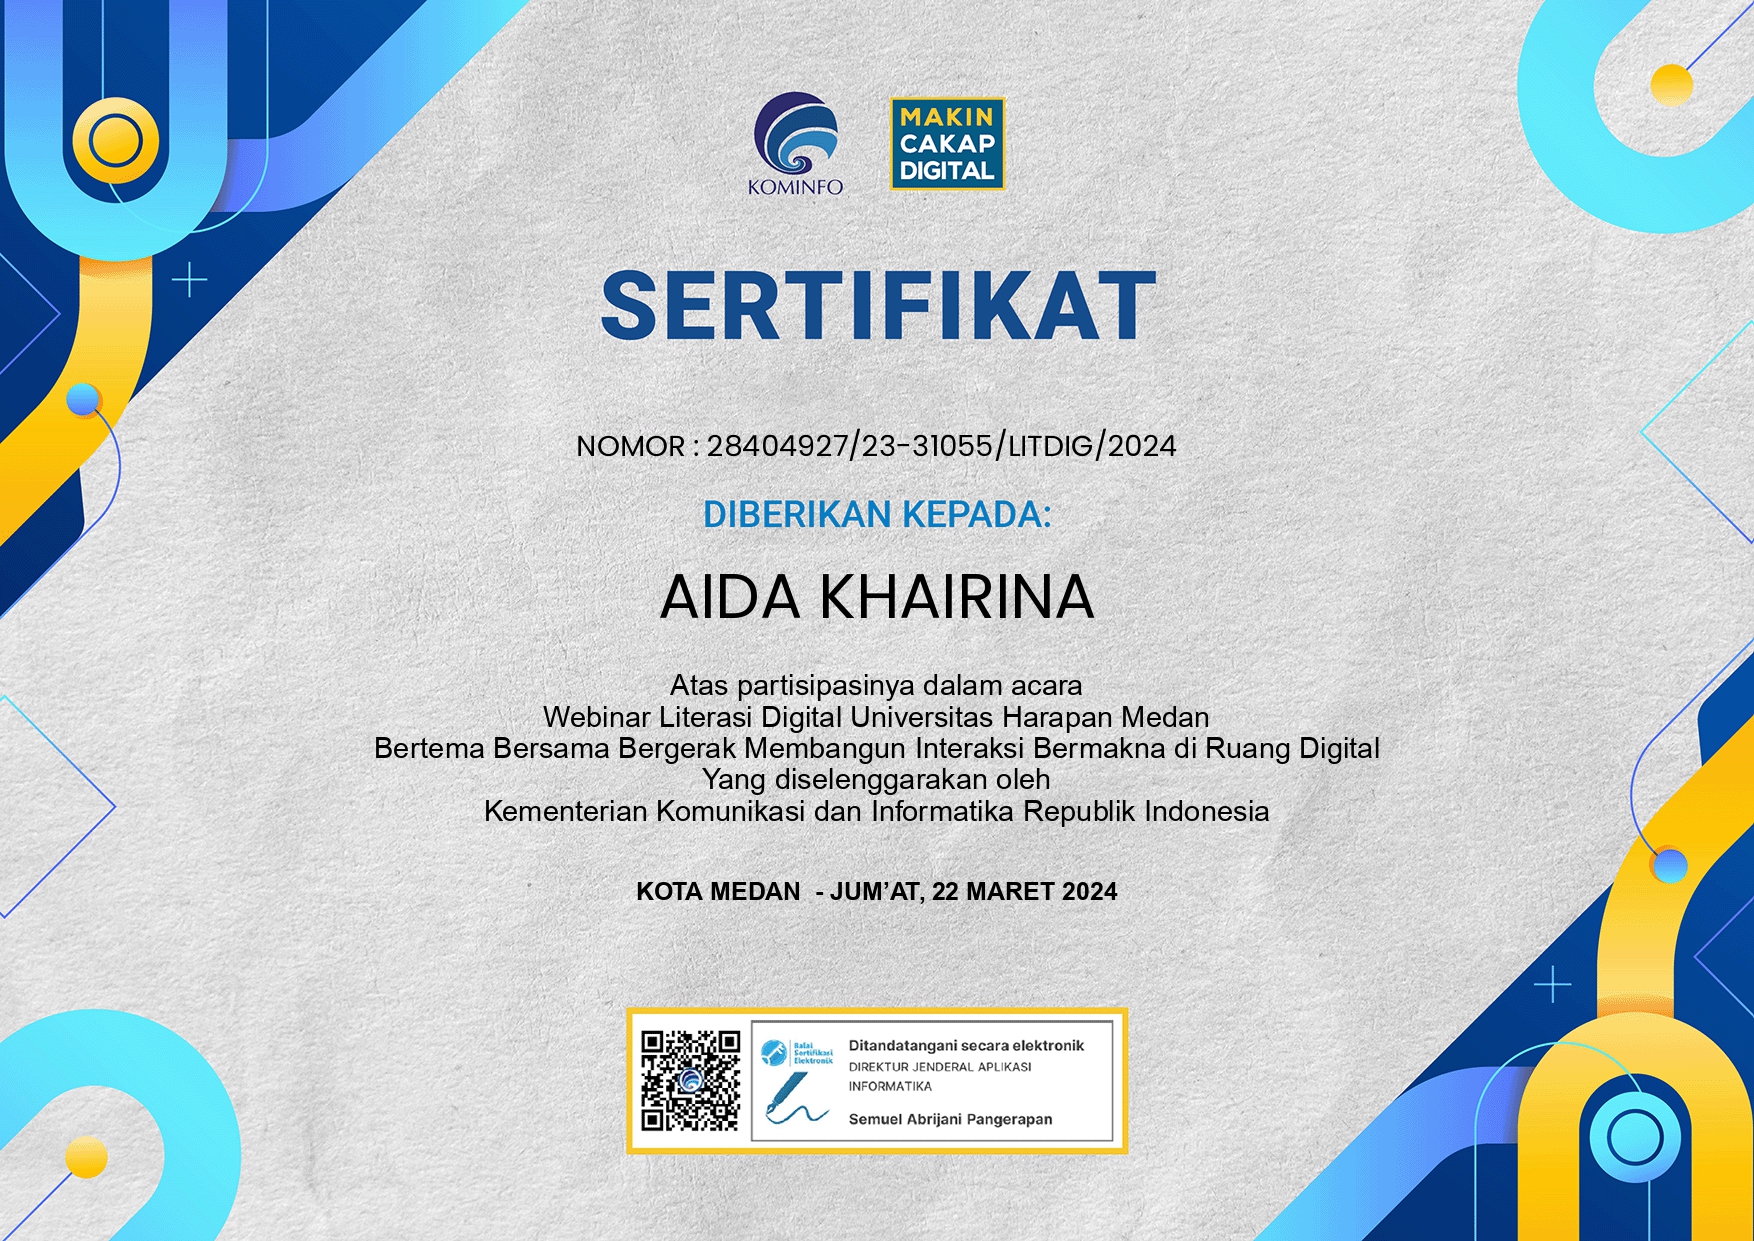 KOMINFO
MAKIN
CAKAP
DIGITAL
SERTIFIKAT
NOMOR : 28404927/23-31055/LITDIG/2024
DIBERIKAN KEPADA:
AIDA KHAIRINA
Atas partisipasinya dalam acara
Webinar Literasi Digital Universitas Harapan Medan
Bertema Bersama Bergerak Membangun Interaksi Bermakna di Ruang Digital
Yang diselenggarakan oleh
Kementerian Komunikasi dan Informatika Republik Indonesia
KOTA MEDAN - JUM’AT, 22 MARET 2024
Balai
Sertifikasi
Elektronik
Ditandatangani secara elektronik
DIREKTUR JENDERAL APLIKASI
INFORMATIKA
Semuel Abrijani Pangerapan